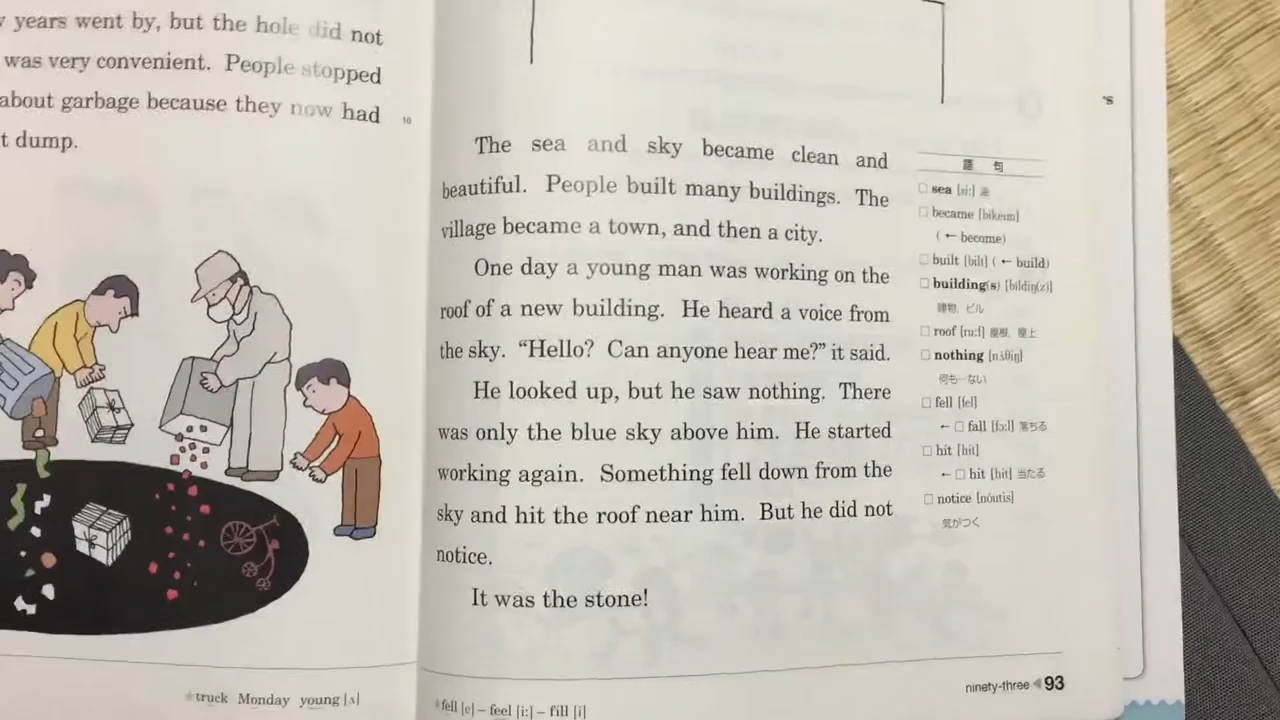 years went by, but the hole did not
was very convenient. People stopped
about garbage because they now had
10
t dump.
truck Monday young [ʌ]
The sea and sky became clean and
beautiful. People built many buildings. The
village became a town, and then a city.
One day a young man was working on the
roof of a new building. He heard a voice from
the sky. “Hello? Can anyone hear me?” it said.
He looked up, but he saw nothing. There
was only the blue sky above him. He started
working again. Something fell down from the
sky and hit the roof near him. But he did not
notice.
It was the stone!
語 句
□ sea [siː] 海
□ became [bikéim]
(← become)
□ built [bilt] (← build)
□ building(s) [bíldiŋ(z)]
建物，ビル
□ roof [ruːf] 屋根，屋上
□ nothing [nʌ́θiŋ]
何も…ない
□ fell [fel]
← □ fall [fɔːl] 落ちる
□ hit [hit]
← □ hit [hit] 当たる
□ notice [nóutis]
気がつく
ninety-three 93
fell [e] – feel [iː] – fill [i]